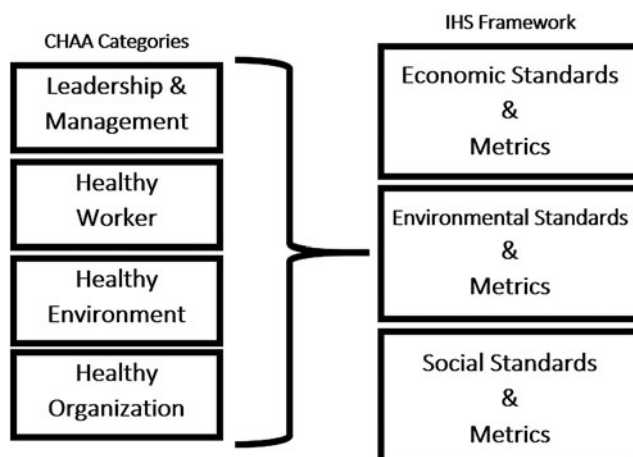 CHAA Categories
Leadership &
Management
Healthy
Worker
Healthy
Environment
Healthy
Organization
IHS Framework
Economic Standards
&
Metrics
Environmental Standards
&
Metrics
Social Standards
&
Metrics